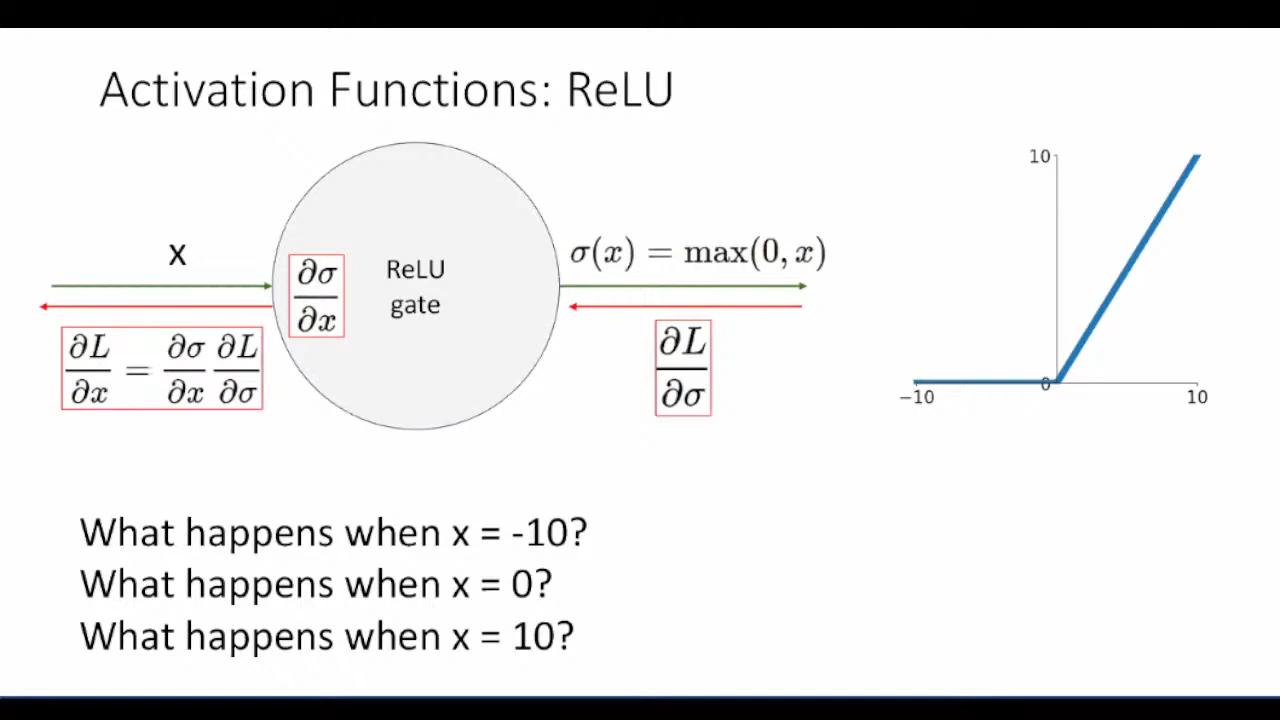 Activation Functions: ReLU
x
∂σ/∂x
ReLU
gate
σ(x) = max(0, x)
∂L/∂x = ∂σ/∂x ∂L/∂σ
∂L/∂σ
10
0
−10
10
What happens when x = -10?
What happens when x = 0?
What happens when x = 10?